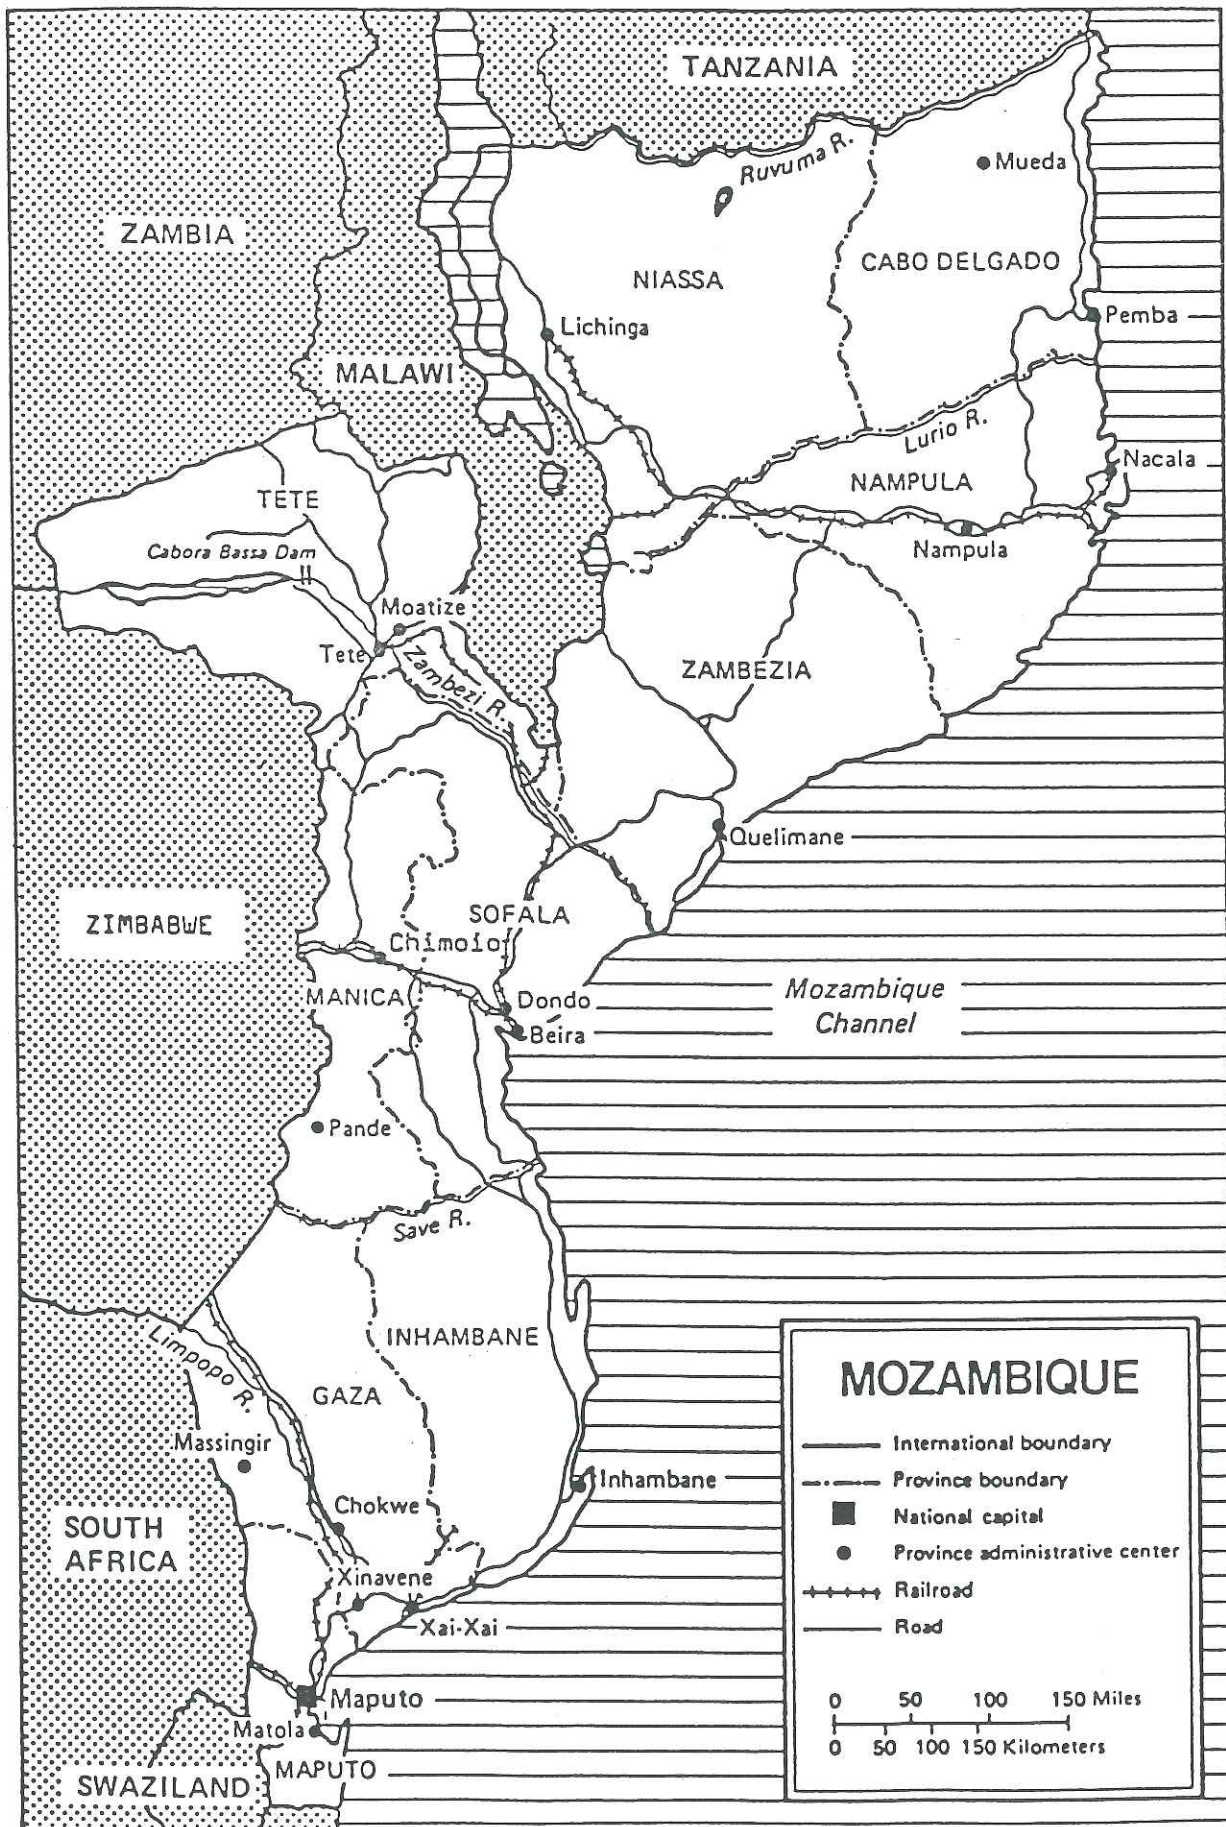 TANZANIA
Ruvuma R.
Mueda
ZAMBIA
CABO DELGADO
NIASSA
Lichinga
Pemba
MALAWI
Lurio R.
Nacala
TETE
NAMPULA
Cabora Bassa Dam
Nampula
Moatize
Tete
Zambezi R.
ZAMBEZIA
Quelimane
ZIMBABWE
SOFALA
Chimoio
MANICA
Dondo
Beira
Mozambique
Channel
Pande
Save R.
Limpopo R.
INHAMBANE
GAZA
Massingir
Inhambane
Chokwe
SOUTH
AFRICA
Xinavene
Xai-Xai
Maputo
Matola
MAPUTO
SWAZILAND
MOZAMBIQUE
International boundary
Province boundary
National capital
Province administrative center
Railroad
Road
0 50 100 150 Miles
0 50 100 150 Kilometers